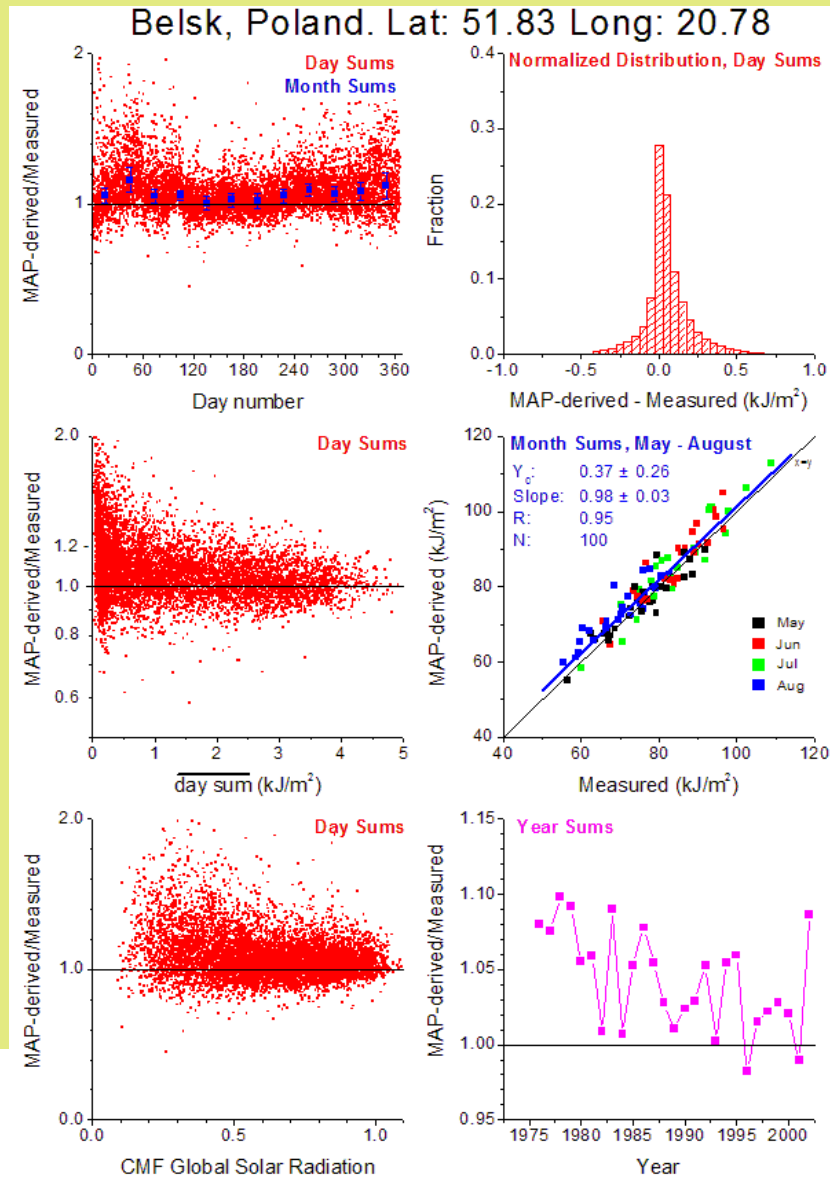 Belsk, Poland. Lat: 51.83 Long: 20.78
Day Sums
Month Sums
MAP-derived/Measured
2
1
2
0 60 120 180 240 300 360
Day number
Normalized Distribution, Day Sums
Fraction
0.4
0.3
0.2
0.1
0.0
-1.0 -0.5 0.0 0.5 1.0
MAP-derived - Measured (kJ/m²)
Day Sums
MAP-derived/Measured
2.0
1.2
1.0
0.8
0.6
0 1 2 3 4 5
day sum (kJ/m²)
Month Sums, May - August
Y_c: 0.37 ± 0.26
Slope: 0.98 ± 0.03
R: 0.95
N: 100
x=y
May
Jun
Jul
Aug
MAP-derived (kJ/m²)
120
100
80
60
40
40 60 80 100 120
Measured (kJ/m²)
Day Sums
MAP-derived/Measured
2.0
1.0
0.0
0.0 0.5 1.0
CMF Global Solar Radiation
Year Sums
MAP-derived/Measured
1.15
1.10
1.05
1.00
0.95
1975 1980 1985 1990 1995 2000
Year